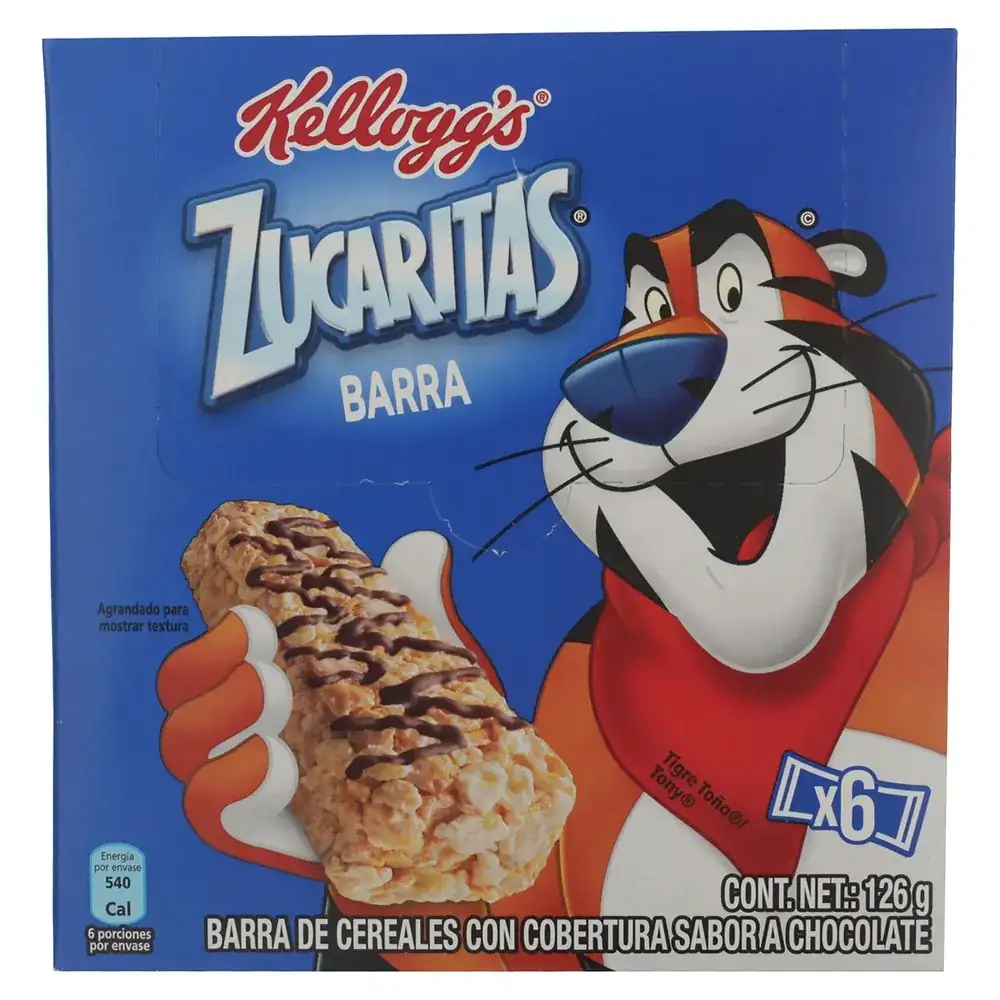 Kellogg's®
ZUCARITAS®
BARRA
©
Agrandado para
mostrar textura
Tigre Toño®/
Tony®
x6
Energía
por envase
540
Cal
6 porciones
por envase
CONT. NET.: 126 g
BARRA DE CEREALES CON COBERTURA SABOR A CHOCOLATE